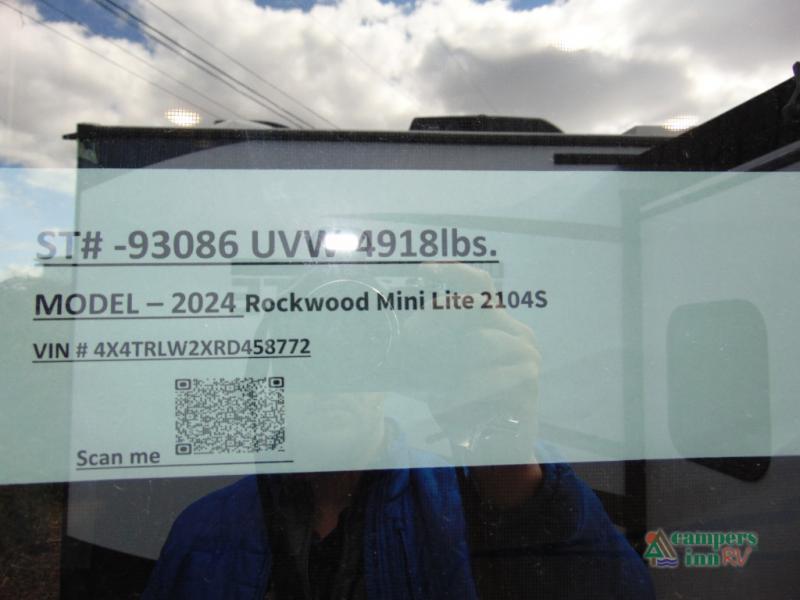 ST# -93086 UVW 4918lbs.
MODEL – 2024 Rockwood Mini Lite 2104S
VIN # 4X4TRLW2XRD458772
Scan me
campers
inn RV